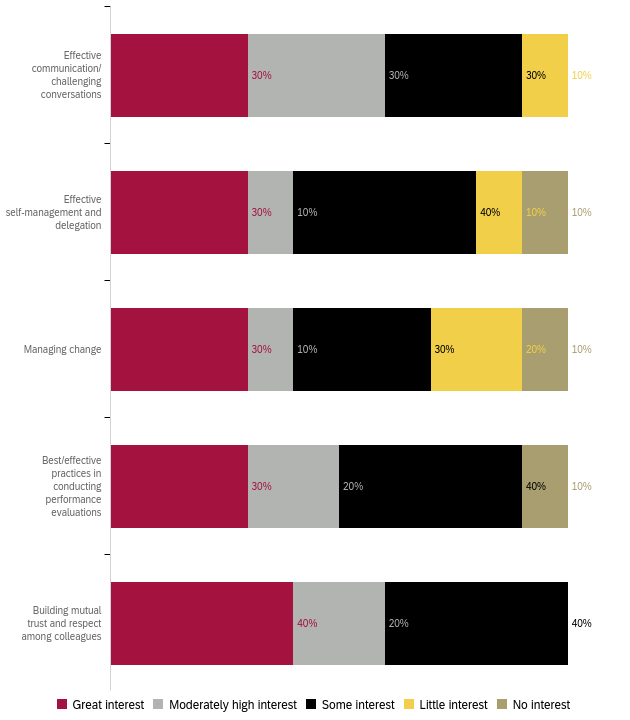 Effective
communication/
challenging
conversations
30% 30% 30% 10%
Effective
self-management and
delegation
30% 10% 40% 10% 10%
Managing change
30% 10% 30% 20% 10%
Best/effective
practices in
conducting
performance
evaluations
30% 20% 40% 10%
Building mutual
trust and respect
among colleagues
40% 20% 40%
Great interest Moderately high interest Some interest Little interest No interest